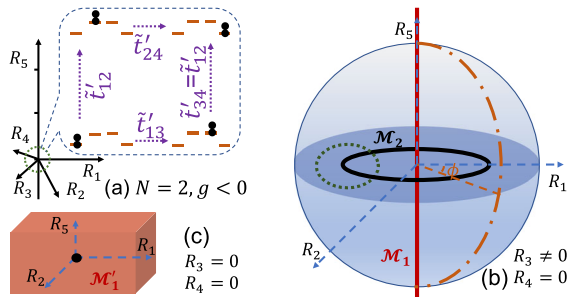 R₅
R₄
R₃
R₂
R₁
t̃′₁₂
t̃′₂₄
t̃′₁₃
t̃′₃₄=t̃′₁₂
(a) N = 2, g < 0
R₅
R₁
R₂
ℳ′₁
(c)
R₃ = 0
R₄ = 0
R₅
ℳ₂
ϕ
R₁
R₂
ℳ₁
R₃ ≠ 0
(b) R₄ = 0